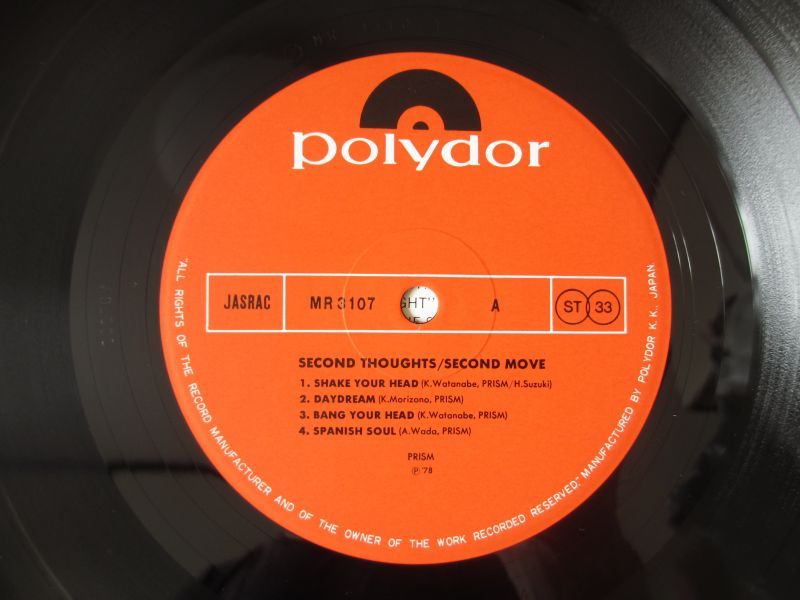 polydor
JASRAC
MR 3107
GHT"
A
ST 33
SECOND THOUGHTS/SECOND MOVE
1. SHAKE YOUR HEAD (K.Watanabe, PRISM/H.Suzuki)
2. DAYDREAM (K.Morizono, PRISM)
3. BANG YOUR HEAD (K.Watanabe, PRISM)
4. SPANISH SOUL (A.Wada, PRISM)
PRISM
Ⓟ '78
"ALL RIGHTS OF THE RECORD MANUFACTURER AND OF THE OWNER OF THE WORK RECORDED RESERVED." MANUFACTURED BY POLYDOR K.K., JAPAN